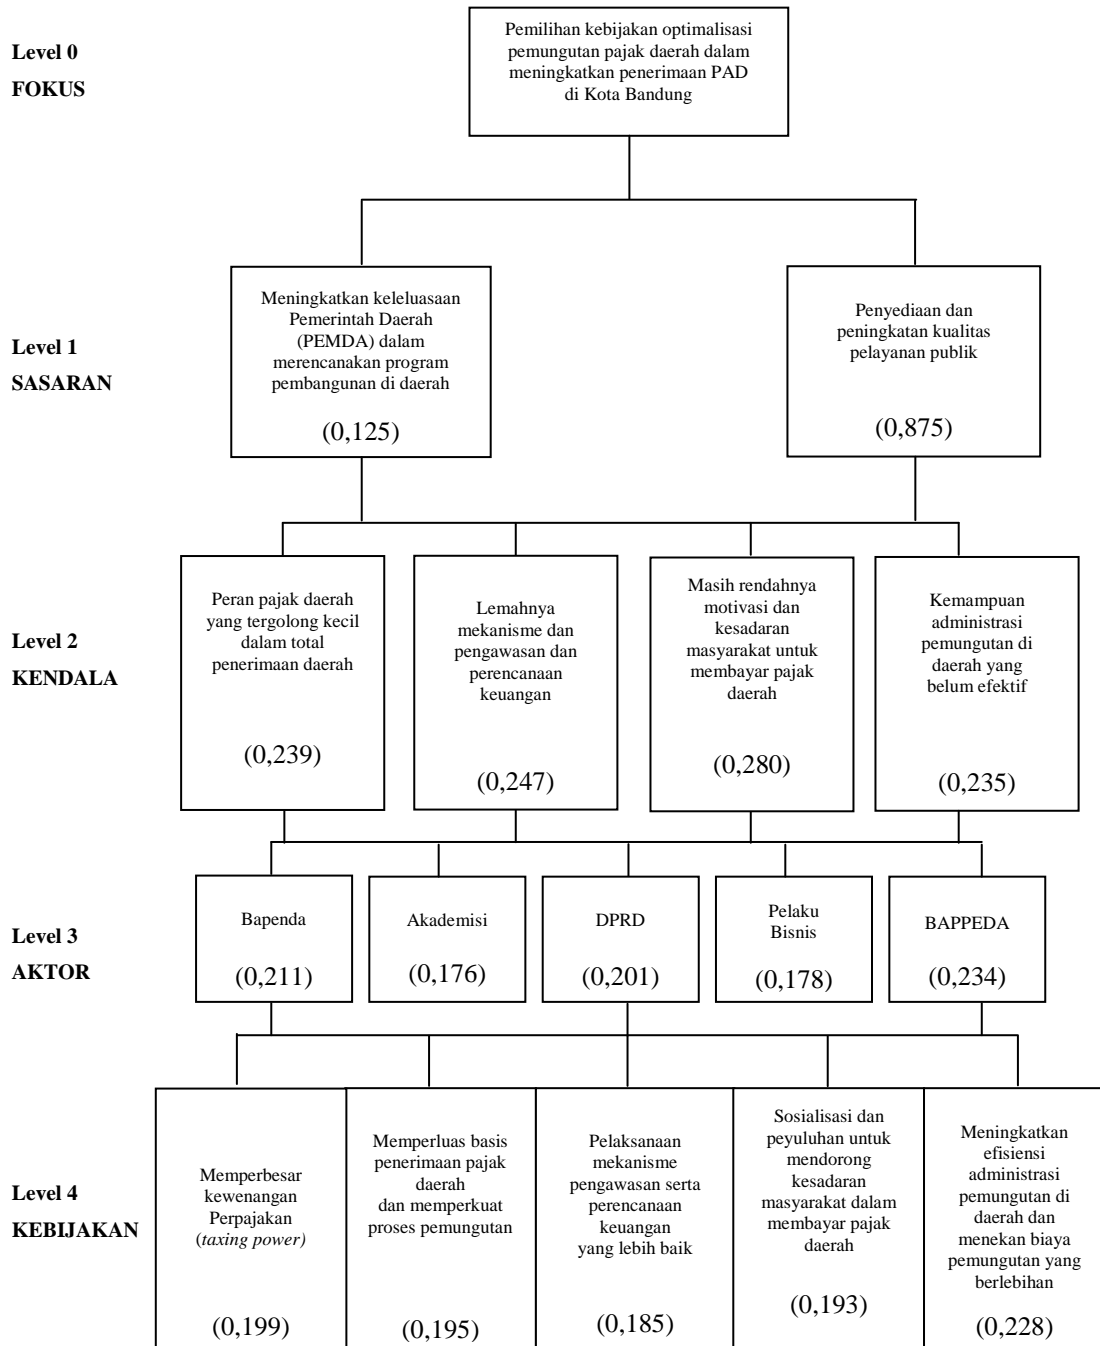 Level 0
FOKUS
Pemilihan kebijakan optimalisasi
pemungutan pajak daerah dalam
meningkatkan penerimaan PAD
di Kota Bandung
Level 1
SASARAN
Meningkatkan keleluasaan
Pemerintah Daerah
(PEMDA) dalam
merencanakan program
pembangunan di daerah
(0,125)
Penyediaan dan
peningkatan kualitas
pelayanan publik
(0,875)
Level 2
KENDALA
Peran pajak daerah
yang tergolong kecil
dalam total
penerimaan daerah
(0,239)
Lemahnya
mekanisme dan
pengawasan dan
perencanaan
keuangan
(0,247)
Masih rendahnya
motivasi dan
kesadaran
masyarakat untuk
membayar pajak
daerah
(0,280)
Kemampuan
administrasi
pemungutan di
daerah yang
belum efektif
(0,235)
Level 3
AKTOR
Bapenda
(0,211)
Akademisi
(0,176)
DPRD
(0,201)
Pelaku
Bisnis
(0,178)
BAPPEDA
(0,234)
Level 4
KEBIJAKAN
Memperbesar
kewenangan
Perpajakan
(taxing power)
(0,199)
Memperluas basis
penerimaan pajak
daerah
dan memperkuat
proses pemungutan
(0,195)
Pelaksanaan
mekanisme
pengawasan serta
perencanaan
keuangan
yang lebih baik
(0,185)
Sosialisasi dan
peyuluhan untuk
mendorong
kesadaran
masyarakat dalam
membayar pajak
daerah
(0,193)
Meningkatkan
efisiensi
administrasi
pemungutan di
daerah dan
menekan biaya
pemungutan yang
berlebihan
(0,228)